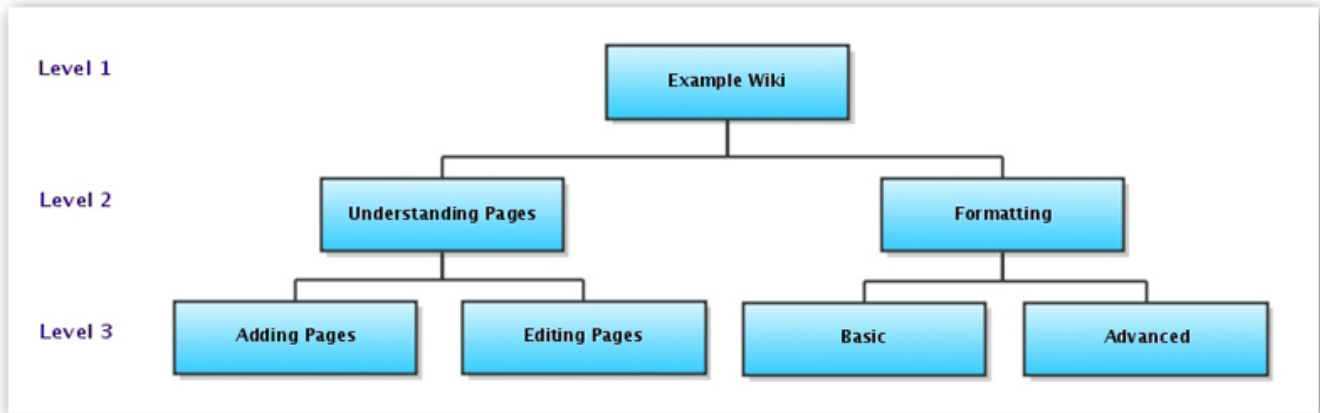 Level 1
Example Wiki
Level 2
Understanding Pages
Formatting
Level 3
Adding Pages
Editing Pages
Basic
Advanced